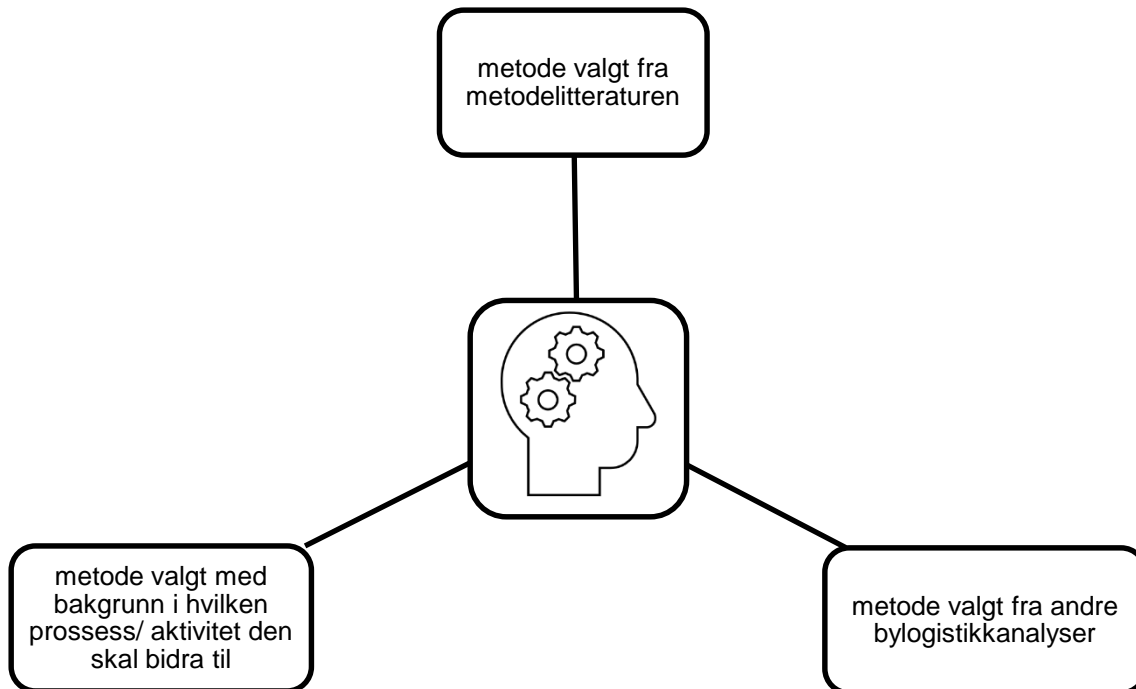 metode valgt fra
metodelitteraturen
metode valgt med
bakgrunn i hvilken
prossess/ aktivitet den
skal bidra til
metode valgt fra andre
bylogistikkanalyser